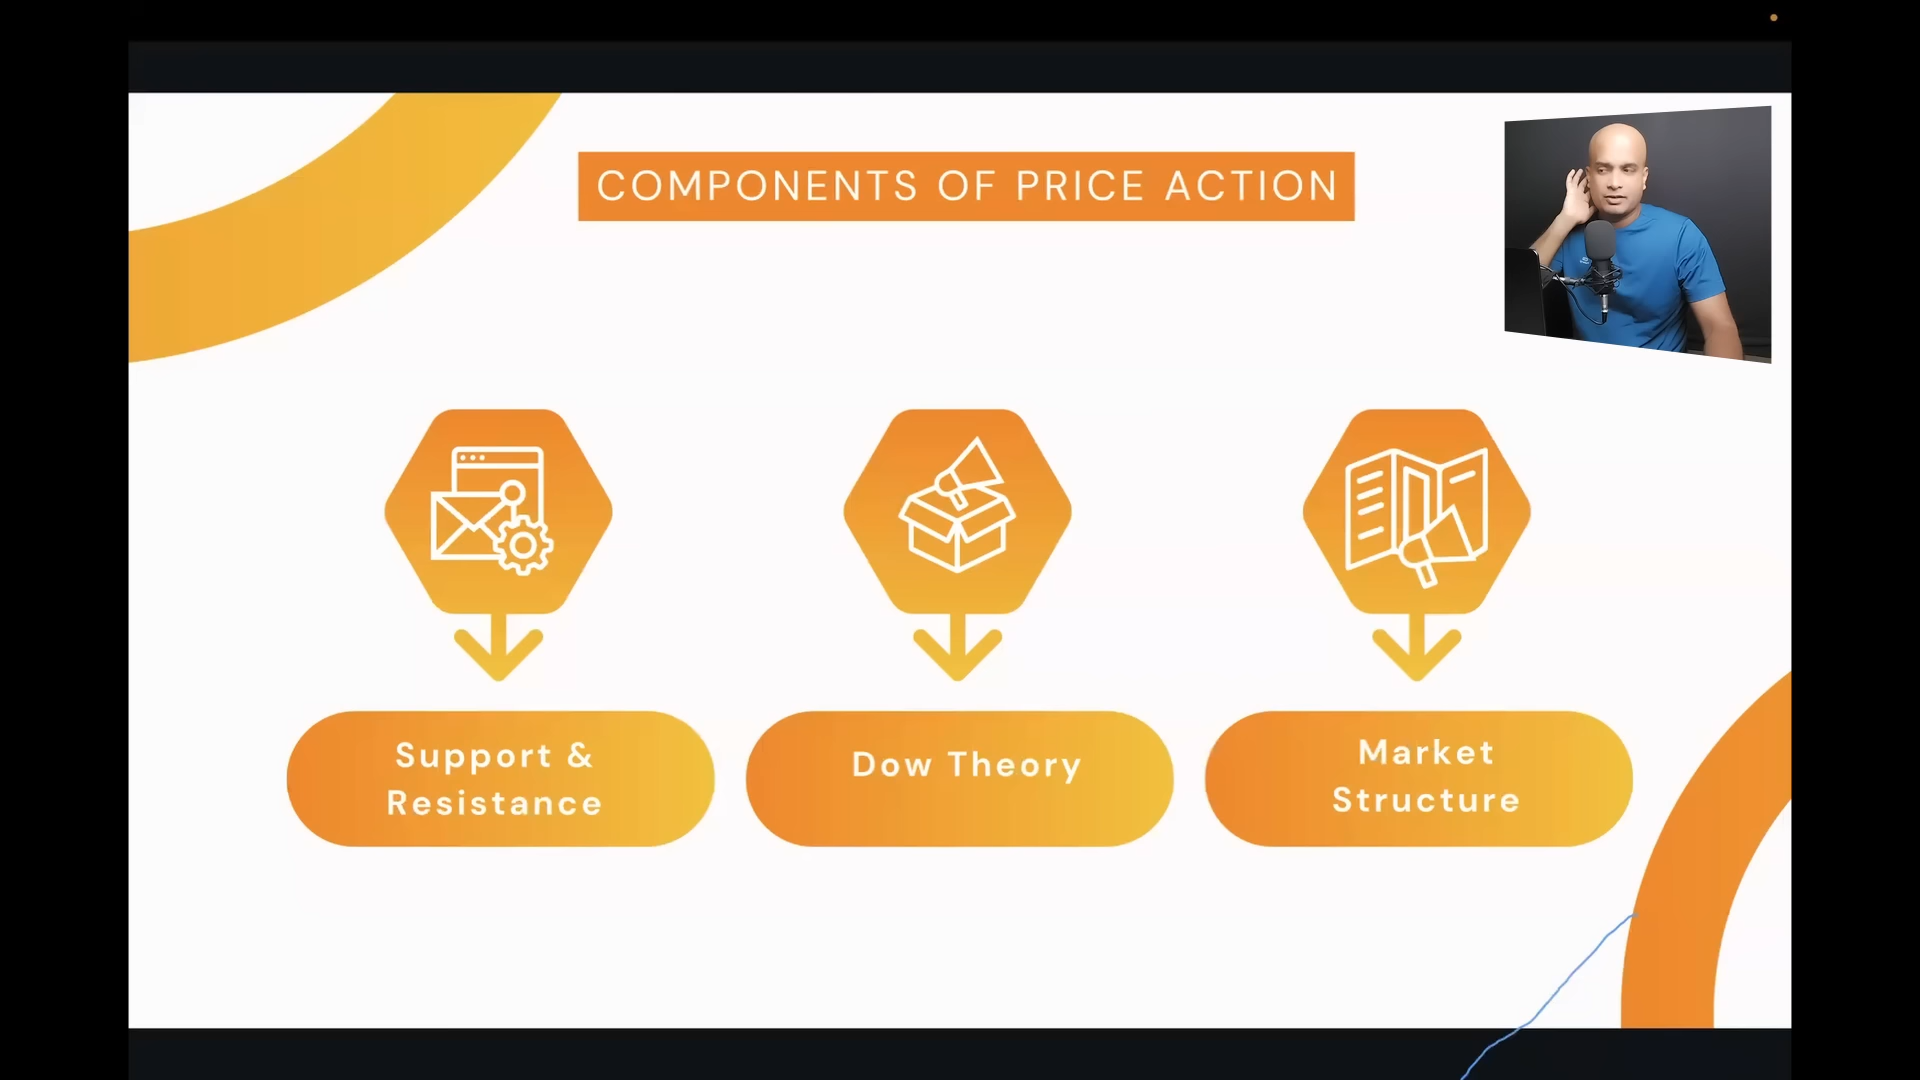 COMPONENTS OF PRICE ACTION
Support &
Resistance
Dow Theory
Market
Structure